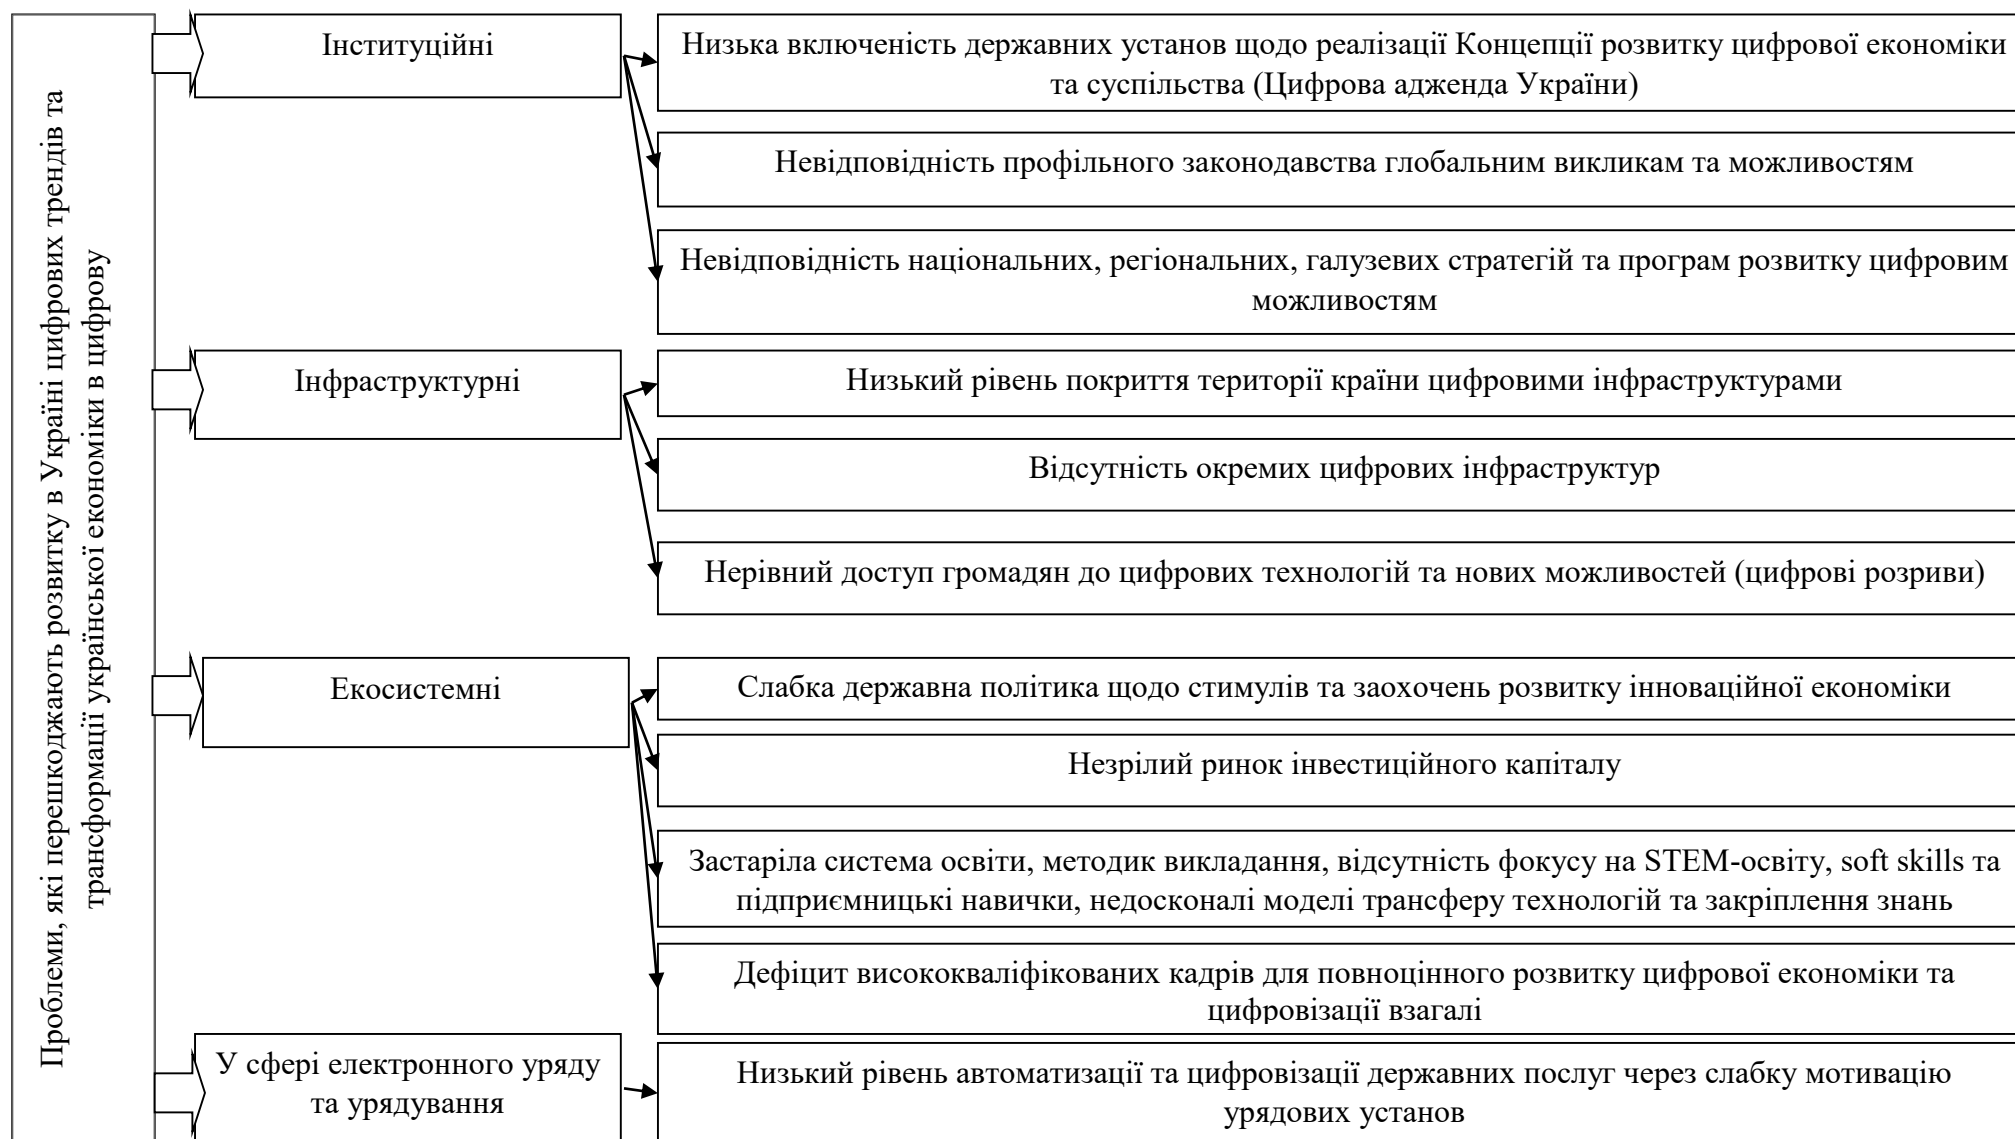 Проблеми, які перешкоджають розвитку в Україні цифрових трендів та
трансформації української економіки в цифрову
Інституційні
Низька включеність державних установ щодо реалізації Концепції розвитку цифрової економіки
та суспільства (Цифрова адженда України)
Невідповідність профільного законодавства глобальним викликам та можливостям
Невідповідність національних, регіональних, галузевих стратегій та програм розвитку цифровим
можливостям
Інфраструктурні
Низький рівень покриття території країни цифровими інфраструктурами
Відсутність окремих цифрових інфраструктур
Нерівний доступ громадян до цифрових технологій та нових можливостей (цифрові розриви)
Екосистемні
Слабка державна політика щодо стимулів та заохочень розвитку інноваційної економіки
Незрілий ринок інвестиційного капіталу
Застаріла система освіти, методик викладання, відсутність фокусу на STEM-освіту, soft skills та
підприємницькі навички, недосконалі моделі трансферу технологій та закріплення знань
Дефіцит висококваліфікованих кадрів для повноцінного розвитку цифрової економіки та
цифровізації взагалі
У сфері електронного уряду
та урядування
Низький рівень автоматизації та цифровізації державних послуг через слабку мотивацію
урядових установ